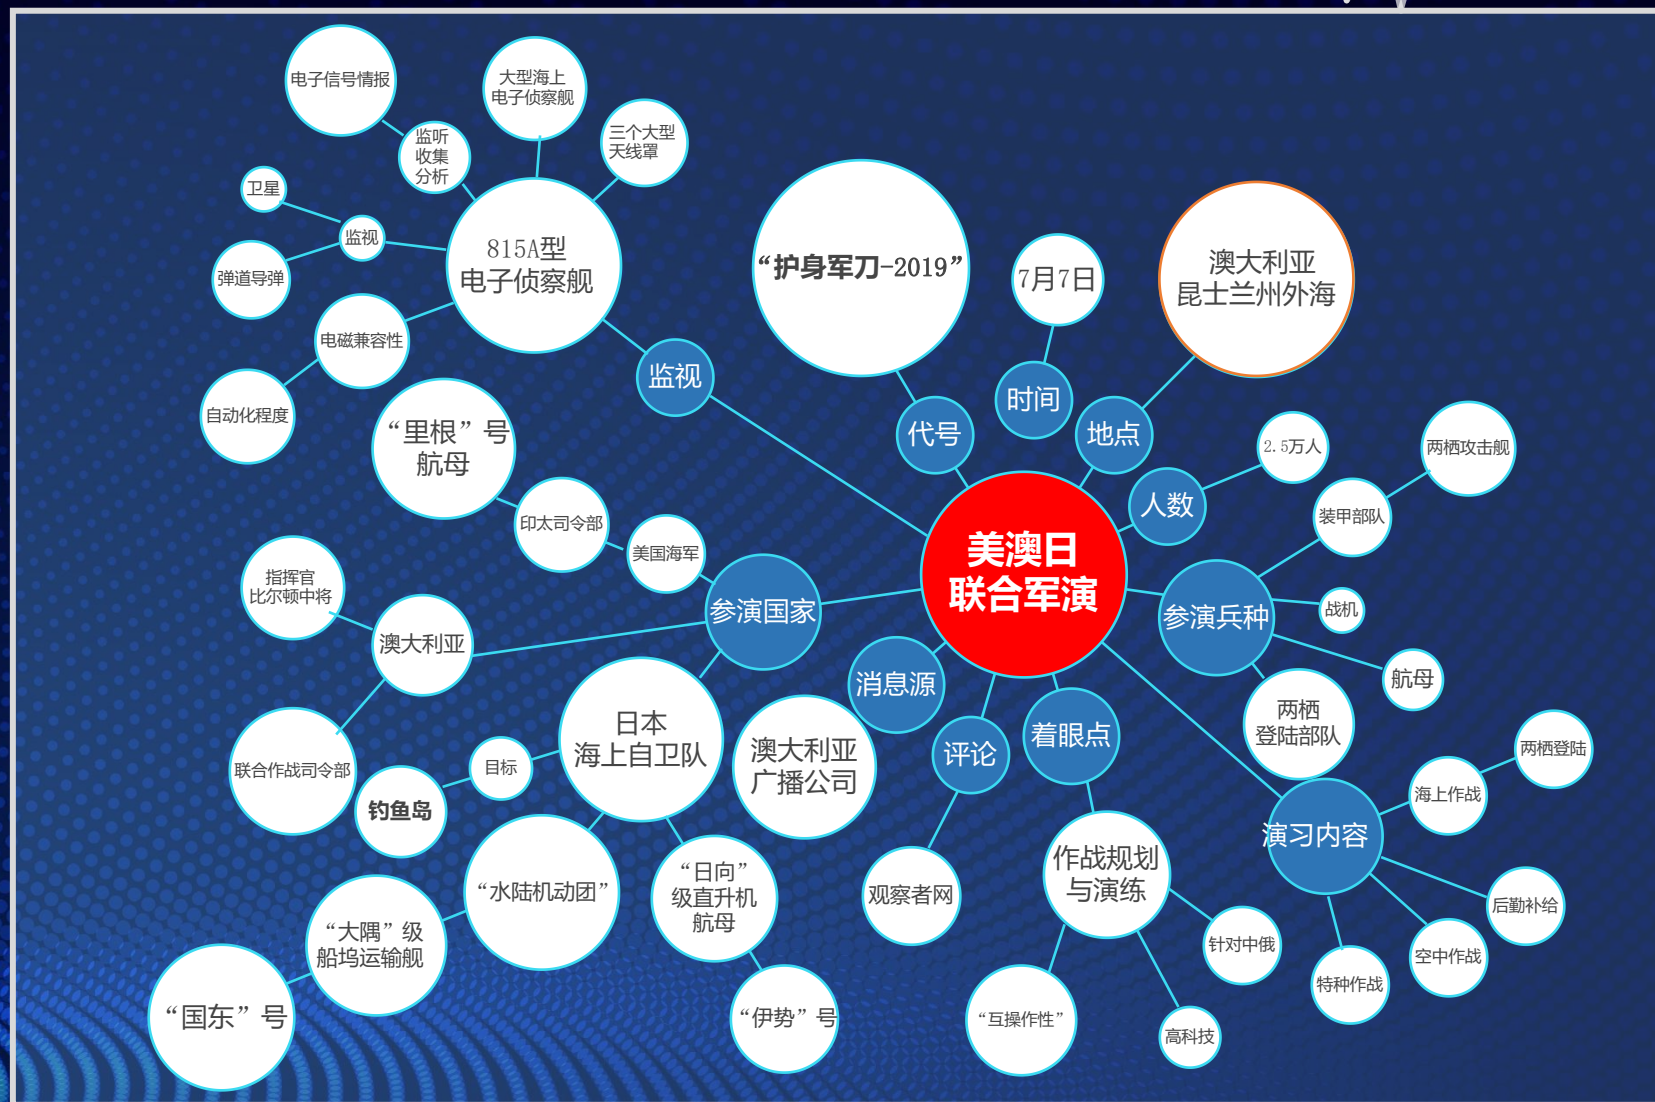 电子信号情报
大型海上
电子侦察舰
监听
收集
分析
三个大型
天线罩
卫星
监视
弹道导弹
815A型
电子侦察舰
电磁兼容性
自动化程度
监视
“护身军刀-2019”
代号
7月7日
时间
澳大利亚
昆士兰州外海
地点
人数
2.5万人
美澳日
联合军演
“里根”号
航母
印太司令部
美国海军
参演国家
指挥官
比尔顿中将
澳大利亚
联合作战司令部
日本
海上自卫队
目标
钓鱼岛
“水陆机动团”
“大隅”级
船坞运输舰
“国东”号
“日向”
级直升机
航母
“伊势”号
消息源
澳大利亚
广播公司
评论
观察者网
着眼点
作战规划
与演练
“互操作性”
高科技
针对中俄
参演兵种
装甲部队
两栖攻击舰
战机
航母
两栖
登陆部队
演习内容
海上作战
两栖登陆
后勤补给
空中作战
特种作战